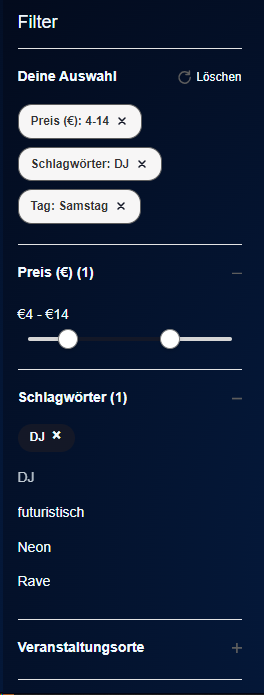 Filter
Deine Auswahl
Löschen
Preis (€): 4-14 ×
Schlagwörter: DJ ×
Tag: Samstag ×
Preis (€) (1)
€4 - €14
Schlagwörter (1)
DJ ×
DJ
futuristisch
Neon
Rave
Veranstaltungsorte